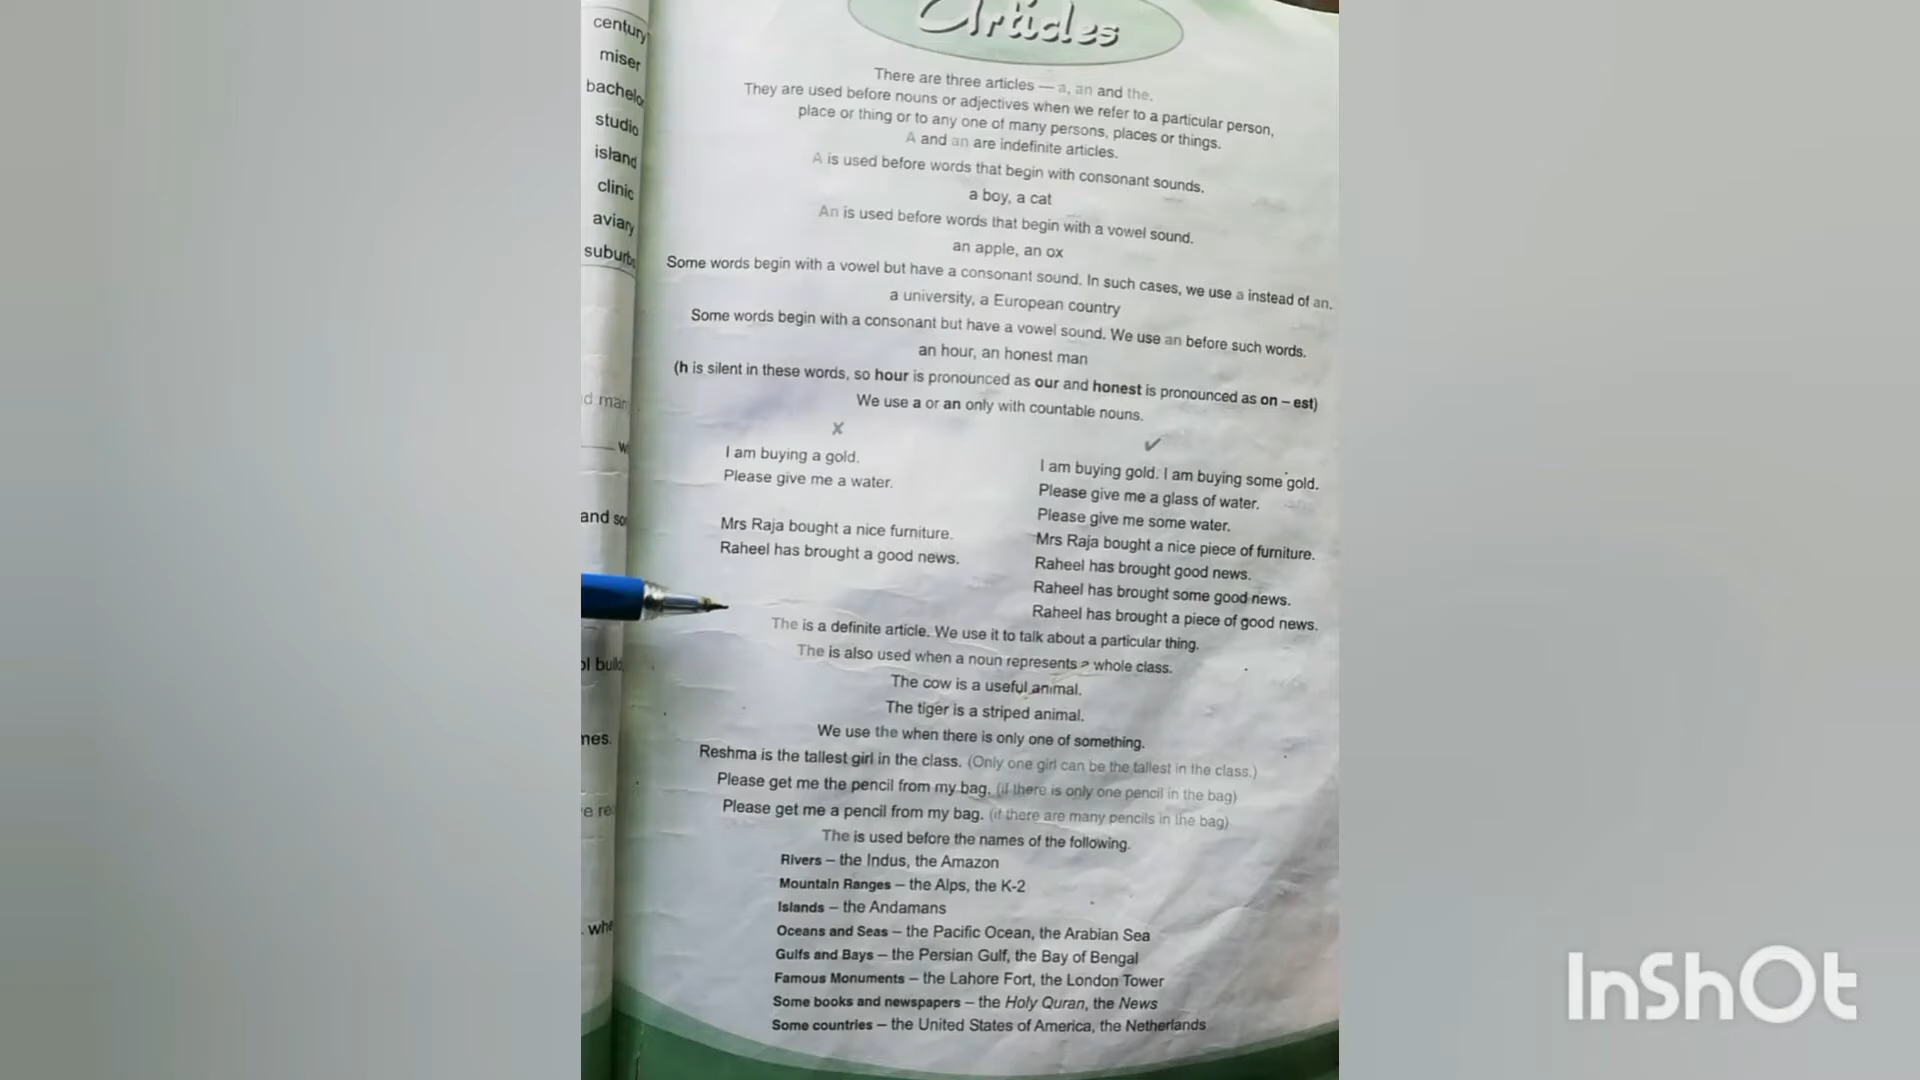 Articles
century
miser
studio
island
clinic
aviary
There are three articles — a, an and the.
They are used before nouns or adjectives when we refer to a particular person,
place or thing or to any one of many persons, places or things.
A and an are indefinite articles.
A is used before words that begin with consonant sounds.
a boy, a cat
An is used before words that begin with a vowel sound.
an apple, an ox
Some words begin with a vowel but have a consonant sound. In such cases, we use a instead of an.
a university, a European country
Some words begin with a consonant but have a vowel sound. We use an before such words.
an hour, an honest man
(h is silent in these words, so hour is pronounced as our and honest is pronounced as on – est)
We use a or an only with countable nouns.
✗
✓
I am buying a gold.
Please give me a water.
Mrs Raja bought a nice furniture.
Raheel has brought a good news.
I am buying gold. I am buying some gold.
Please give me a glass of water.
Please give me some water.
Mrs Raja bought a nice piece of furniture.
Raheel has brought good news.
Raheel has brought some good news.
Raheel has brought a piece of good news.
The is a definite article. We use it to talk about a particular thing.
The is also used when a noun represents a whole class.
The cow is a useful animal.
The tiger is a striped animal.
We use the when there is only one of something.
Reshma is the tallest girl in the class. (Only one girl can be the tallest in the class.)
Please get me the pencil from my bag. (if there is only one pencil in the bag)
Please get me a pencil from my bag. (if there are many pencils in the bag)
The is used before the names of the following.
Rivers – the Indus, the Amazon
Mountain Ranges – the Alps, the K-2
Islands – the Andamans
Oceans and Seas – the Pacific Ocean, the Arabian Sea
Gulfs and Bays – the Persian Gulf, the Bay of Bengal
Famous Monuments – the Lahore Fort, the London Tower
Some books and newspapers – the Holy Quran, the News
Some countries – the United States of America, the Netherlands
InShOt